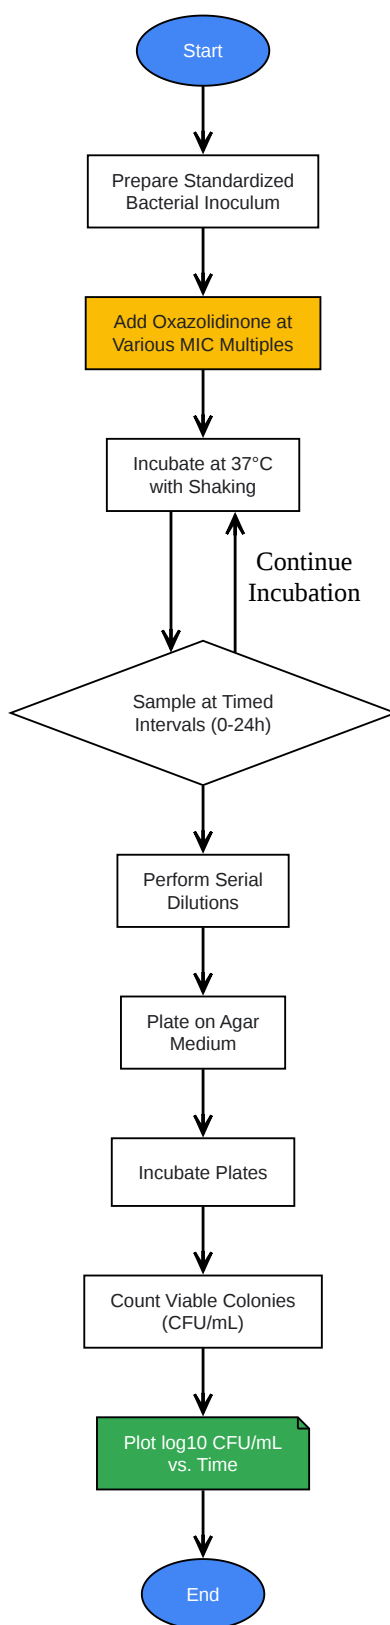 Start
Prepare Standardized
Bacterial Inoculum
Add Oxazolidinone at
Various MIC Multiples
Incubate at 37°C
with Shaking
Continue
Incubation
Sample at Timed
Intervals (0-24h)
Perform Serial
Dilutions
Plate on Agar
Medium
Incubate Plates
Count Viable Colonies
(CFU/mL)
Plot log10 CFU/mL
vs. Time
End